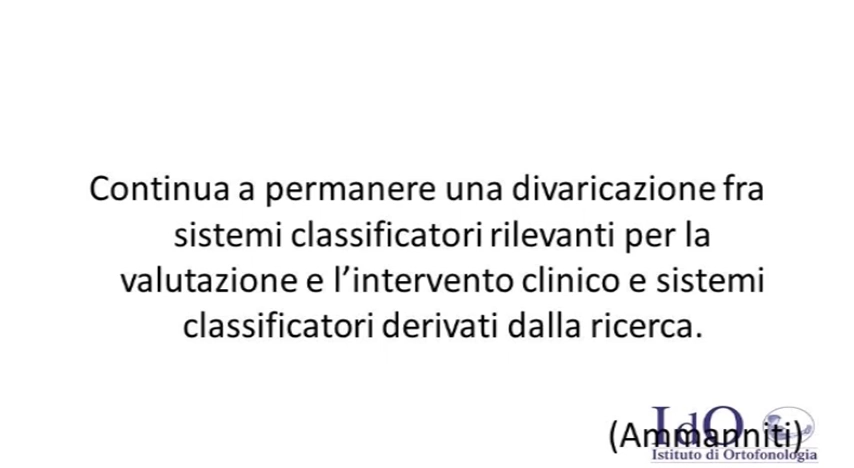 Continua a permanere una divaricazione fra
sistemi classificatori rilevanti per la
valutazione e l'intervento clinico e sistemi
classificatori derivati dalla ricerca.
IdO
(Ammanniti)
Istituto di Ortofonologia